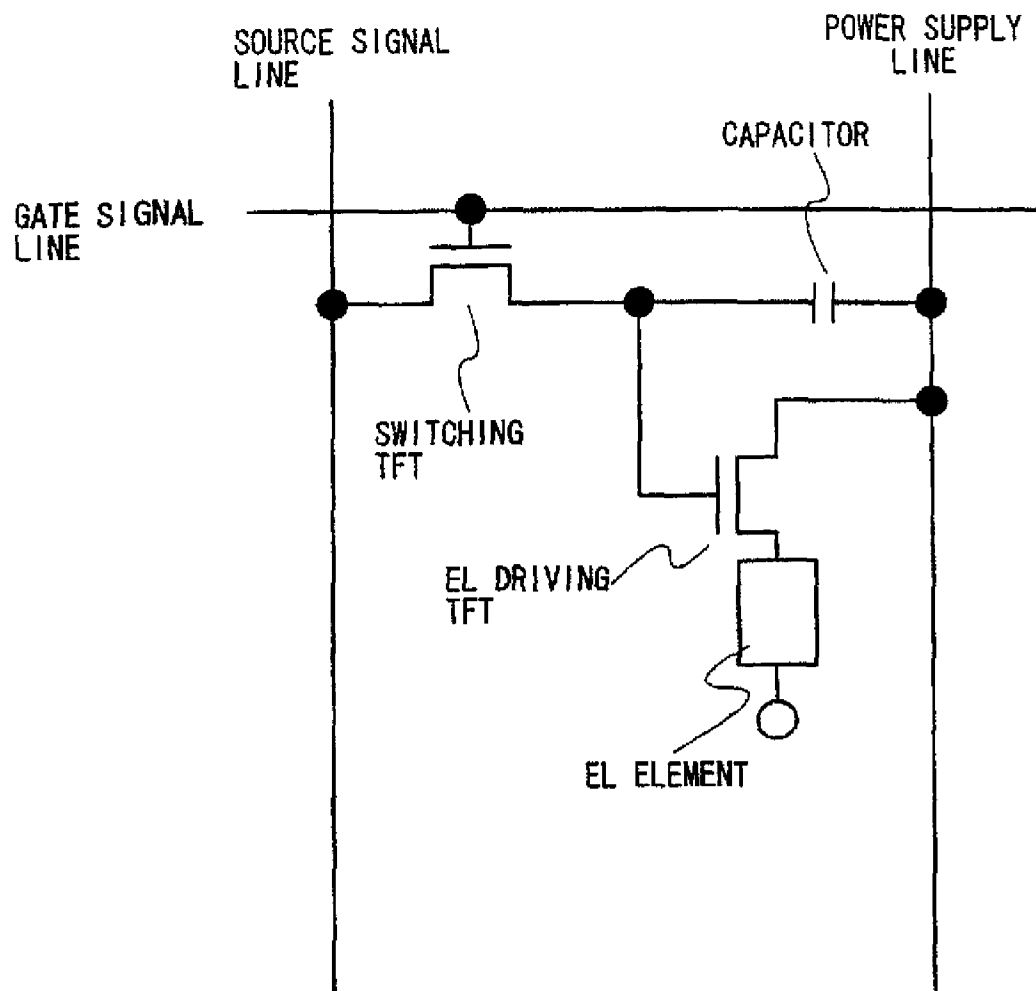 SOURCE SIGNAL
LINE
POWER SUPPLY
LINE
CAPACITOR
GATE SIGNAL
LINE
SWITCHING
TFT
EL DRIVING
TFT
EL ELEMENT